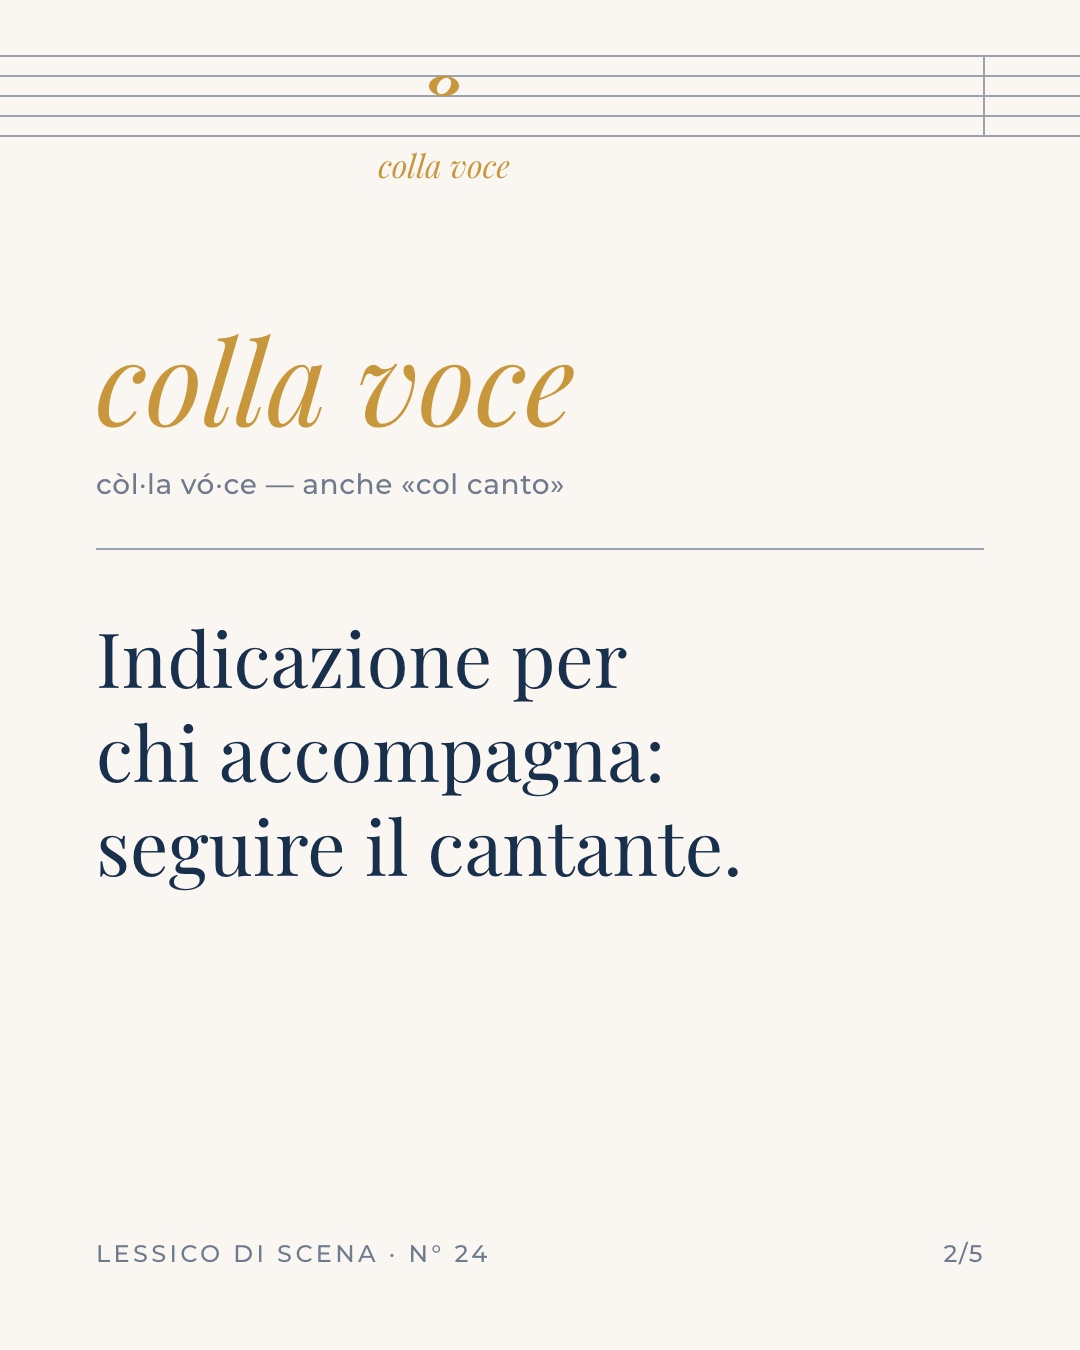 colla voce
colla voce
còl·la vó·ce — anche «col canto»
Indicazione per
chi accompagna:
seguire il cantante.
LESSICO DI SCENA · N° 24
2/5